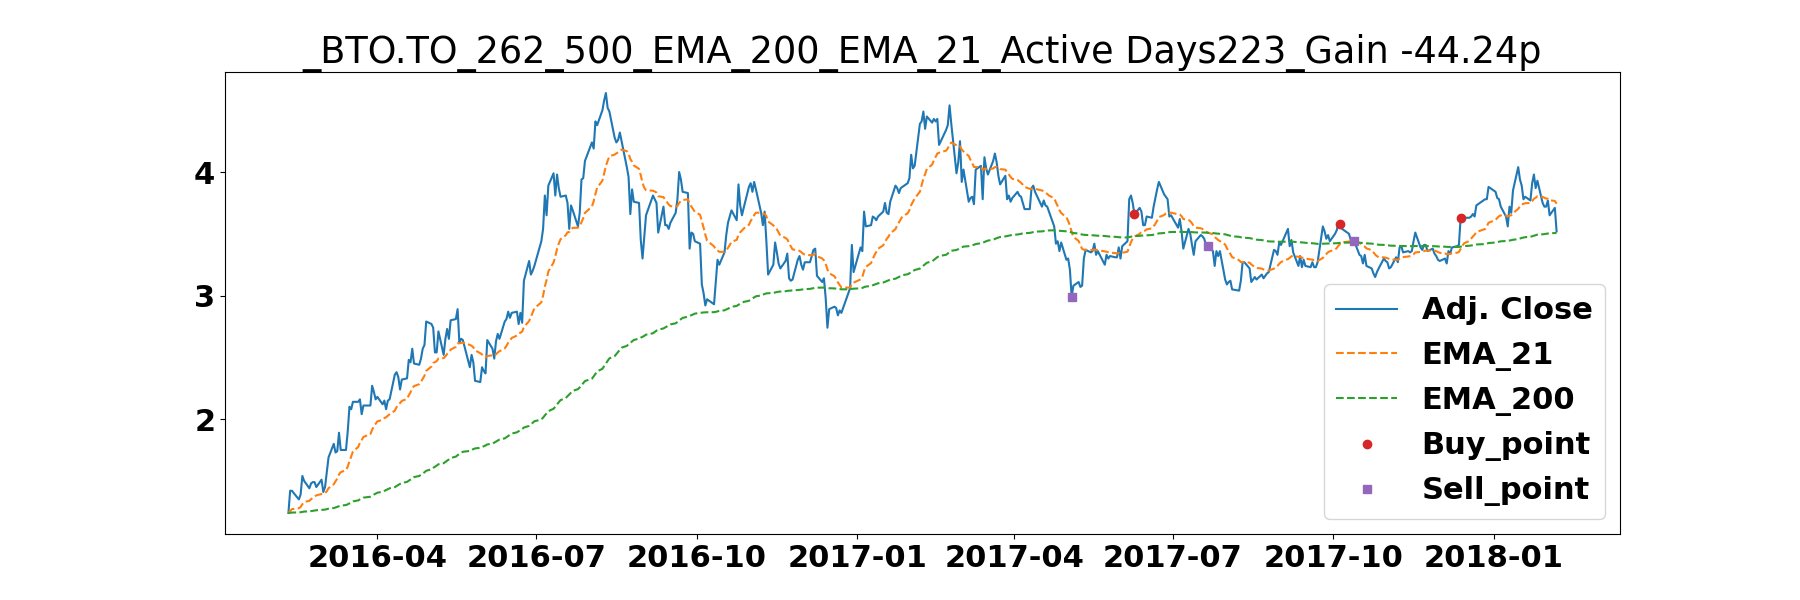 _BTO.TO_262_500_EMA_200_EMA_21_Active Days223_Gain -44.24p
4
3
2
Adj. Close
EMA_21
EMA_200
Buy_point
Sell_point
2016-04 2016-07 2016-10 2017-01 2017-04 2017-07 2017-10 2018-01